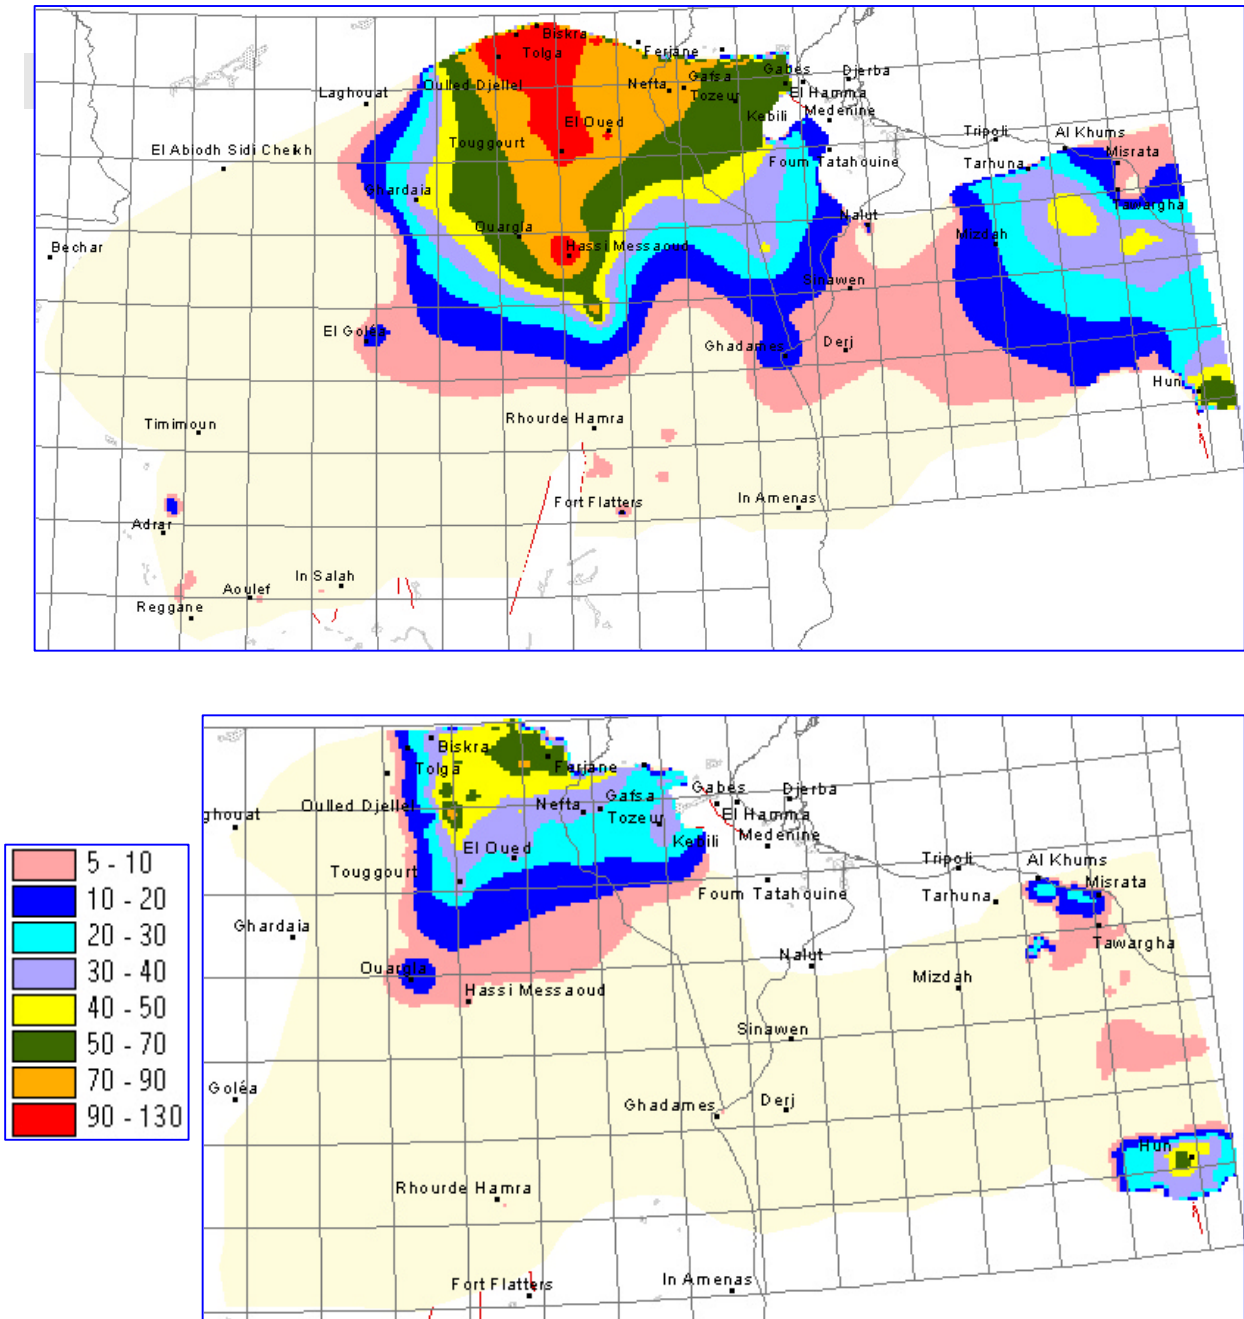 Biskra
Tolga
Ferjane
Oulled Djellel
Nefta
Gafsa
Tozeur
Gabes
Djerba
El Hamma
Laghouat
Kebili
Medenine
El Oued
Tripoli
Al Khums
El Abiodh Sidi Cheikh
Touggourt
Foum Tatahouine
Tarhuna
Misrata
Ghardaia
Tawargha
Nalut
Ouargla
Mizdah
Bechar
Hassi Messaoud
Sinawen
El Goléa
Ghadames
Derj
Hun
Timimoun
Rhourde Hamra
Fort Flatters
In Amenas
Adrar
In Salah
Aoulef
Reggane
Biskra
Tolga
Ferjane
Oulled Djellel
Nefta
Gafsa
Tozeur
Gabes
Djerba
El Hamma
ghouat
El Oued
Kebili
Medenine
Touggourt
Tripoli
Al Khums
Foum Tatahouine
Tarhuna
Misrata
Ghardaia
Tawargha
Nalut
Ouargla
Hassi Messaoud
Mizdah
Sinawen
Goléa
Ghadames
Derj
Hun
Rhourde Hamra
Fort Flatters
In Amenas
5 - 10
10 - 20
20 - 30
30 - 40
40 - 50
50 - 70
70 - 90
90 - 130